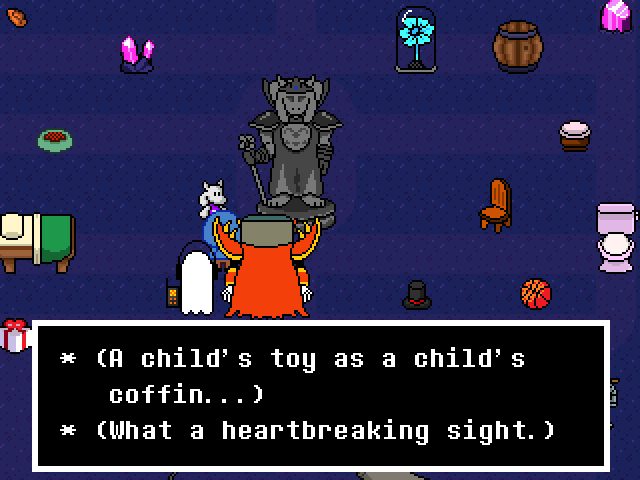 * (A child's toy as a child's
coffin...)
* (What a heartbreaking sight.)